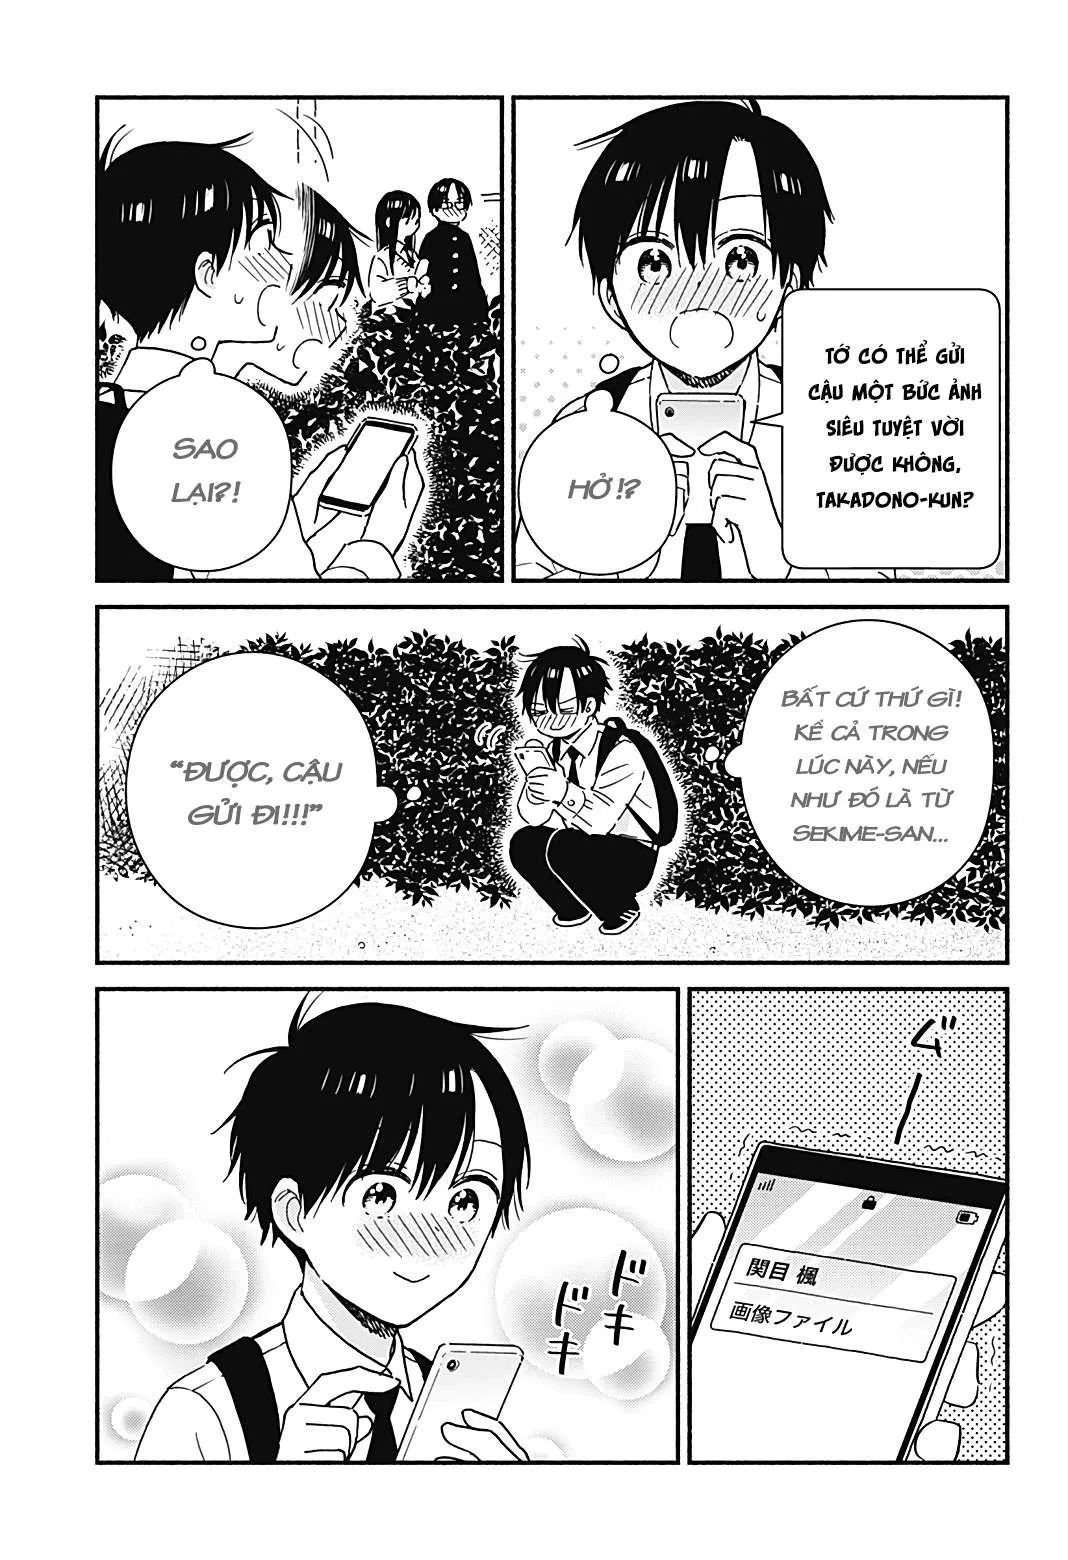 TỚ CÓ THỂ GỬI
CẬU MỘT BỨC ẢNH
SIÊU TUYỆT VỜI
ĐƯỢC KHÔNG,
TAKADONO-KUN?
HỞ!?
SAO
LẠI?!
BẤT CỨ THỨ GÌ!
KỂ CẢ TRONG
LÚC NÀY, NẾU
NHƯ ĐÓ LÀ TỪ
SEKIME-SAN...
"ĐƯỢC, CẬU
GỬI ĐI!!!"
ブー
関目 楓
画像ファイル
ドキ
ドキ